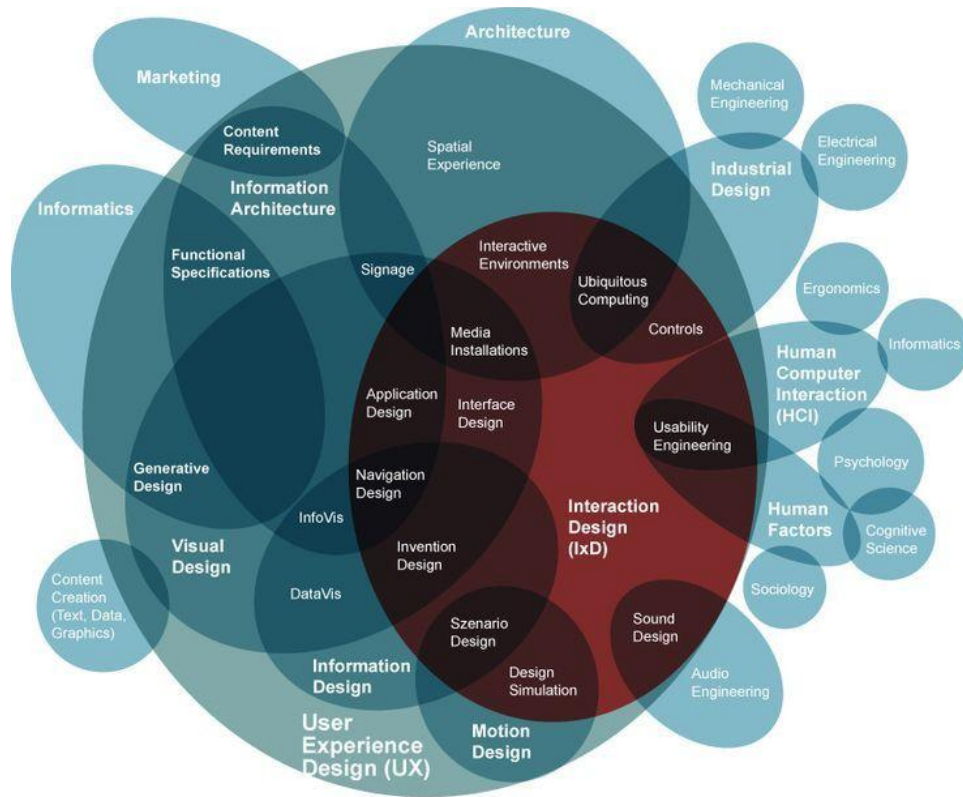 Architecture
Marketing
Mechanical
Engineering
Content
Requirements
Spatial
Experience
Electrical
Engineering
Industrial
Design
Information
Architecture
Informatics
Functional
Specifications
Signage
Interactive
Environments
Ubiquitous
Computing
Ergonomics
Controls
Media
Installations
Human
Computer
Interaction
(HCI)
Informatics
Application
Design
Interface
Design
Usability
Engineering
Psychology
Generative
Design
Navigation
Design
InfoVis
Interaction
Design
(IxD)
Human
Factors
Cognitive
Science
Visual
Design
Invention
Design
Content
Creation
(Text, Data,
Graphics)
DataVis
Sociology
Szenario
Design
Sound
Design
Information
Design
Design
Simulation
Audio
Engineering
User
Experience
Design (UX)
Motion
Design